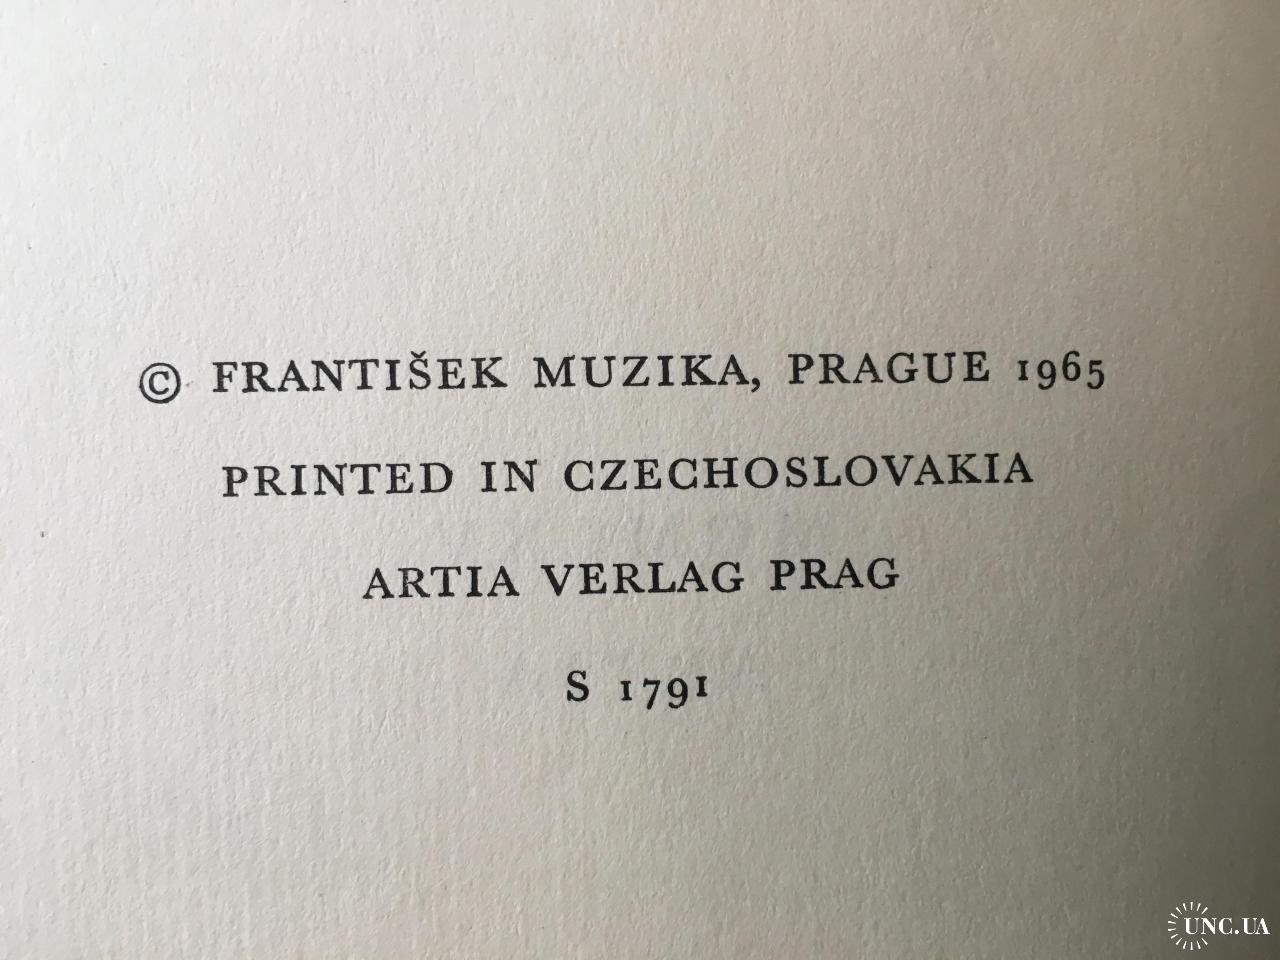 © FRANTIŠEK MUZIKA, PRAGUE 1965
PRINTED IN CZECHOSLOVAKIA
ARTIA VERLAG PRAG
S 1791
UNC.UA